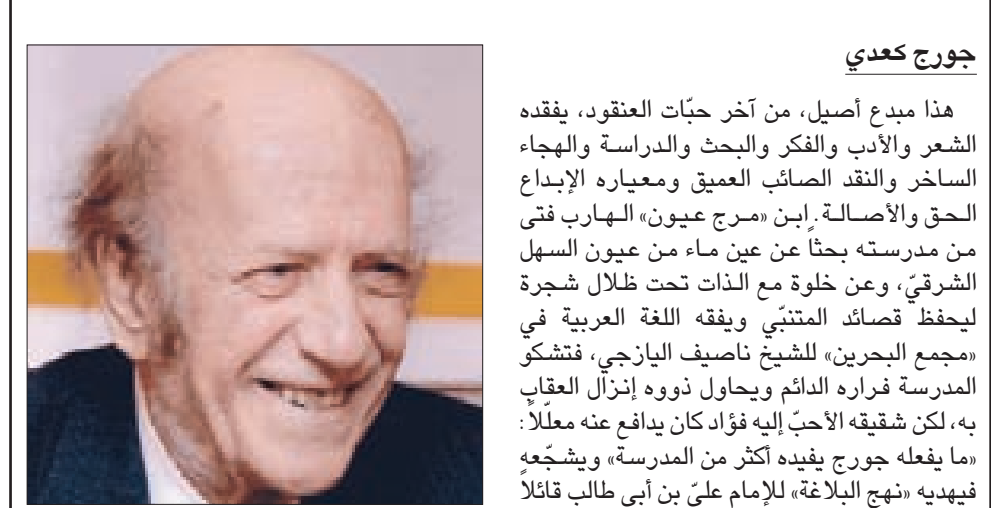 جورج كعدي
هذا مبدع أصيل، من آخر حبّات العنقود، يفقده
الشعر والأدب والفكر والبحث والدراسة والهجاء
الساخر والنقد الصائب العميق ومعياره الإبداع
الحق والأصالة. ابن «مرج عيون» الهارب فتى
من مدرسته بحثاً عن عين ماء من عيون السهل
الشرقيّ، وعن خلوة مع الذات تحت ظلال شجرة
ليحفظ قصائد المتنبّي ويفقه اللغة العربية في
«مجمع البحرين» للشيخ ناصيف اليازجي، فتشكو
المدرسة فراره الدائم ويحاول ذووه إنزال العقاب
به، لكن شقيقه الأحبّ إليه فؤاد كان يدافع عنه معلّلاً:
«ما يفعله جورج يفيده أكثر من المدرسة» ويشجّعه
فيهديه «نهج البلاغة» للإمام عليّ بن أبي طالب قائلاً